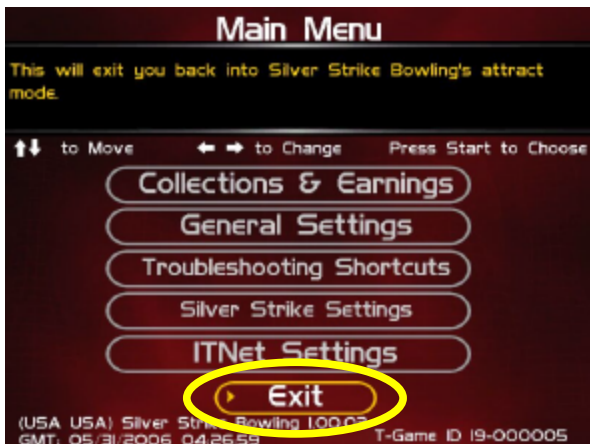 Main Menu
This will exit you back into Silver Strike Bowling's attract
mode.
to Move to Change Press Start to Choose
Collections & Earnings
General Settings
Troubleshooting Shortcuts
Silver Strike Settings
ITNet Settings
Exit
(USA USA) Silver Strike Bowling 1.00.03
GMT: 05/31/2006 04:26:59 T-Game ID 19-000005